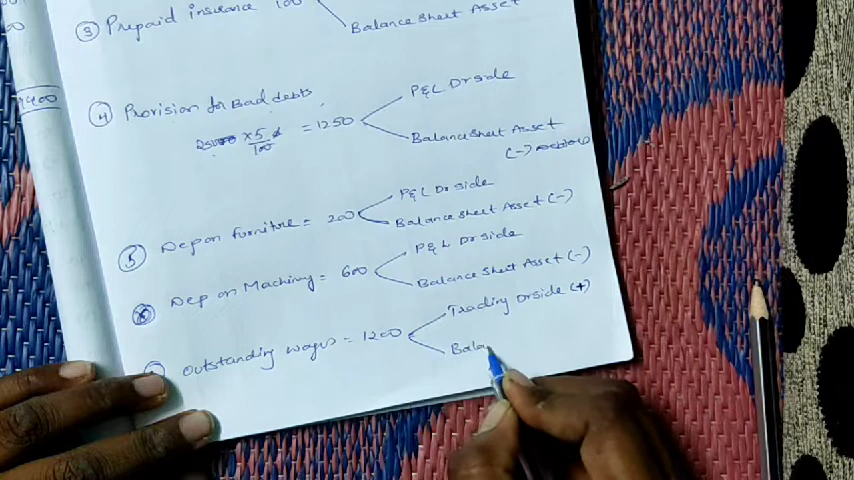 ③ Prepaid insurance 100
Balance Sheet Asset
1400
④ Provision for Bad debts
P&L Dr side
25000 × 5/100 = 1250
Balance Sheet Asset
(-)
⑤ Dep on furniture = 200
P&L Dr side
Balance Sheet Asset (-)
Dep on Machinery = 600
P&L Dr side
Balance Sheet Asset (-)
Outstanding wages = 1200
Trading Dr side (+)
Bala